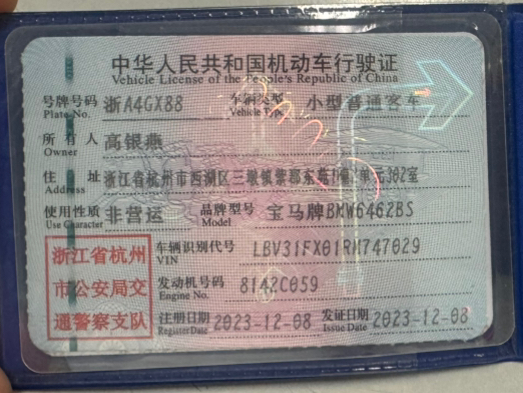 中华人民共和国机动车行驶证
Vehicle License of the People's Republic of China
号牌号码 浙A4GX88 车辆类型 小型普通客车
Plate No. Vehicle Type
所有人 高银燕
Owner
住址 浙江省杭州市西湖区三墩镇 单元302室
Address
使用性质 非营运 品牌型号 宝马牌BMW6462BS
Use Character Model
浙江省杭州
市公安局交
通警察支队
车辆识别代号 LBV31FX01RM747029
VIN
发动机号码 8142C059
Engine No.
注册日期 2023-12-08 发证日期 2023-12-08
Register Date Issue Date